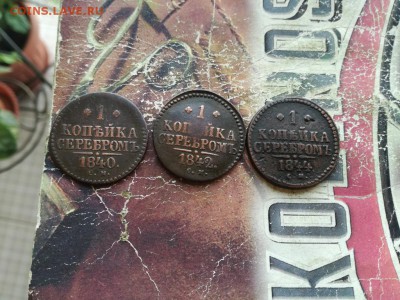 COINS.LAVE.RU
1
КОПѢЙКА
СЕРЕБРОМЪ
1840.
С. М.
1
КОПѢЙКА
СЕРЕБРОМЪ
1842.
1
КОПѢЙКА
СЕРЕБРОМЪ
1844.